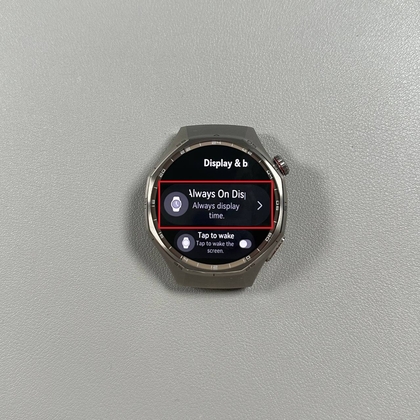 Display & b
Always On Disp
Always display
time.
Tap to wake
Tap to wake the
screen.